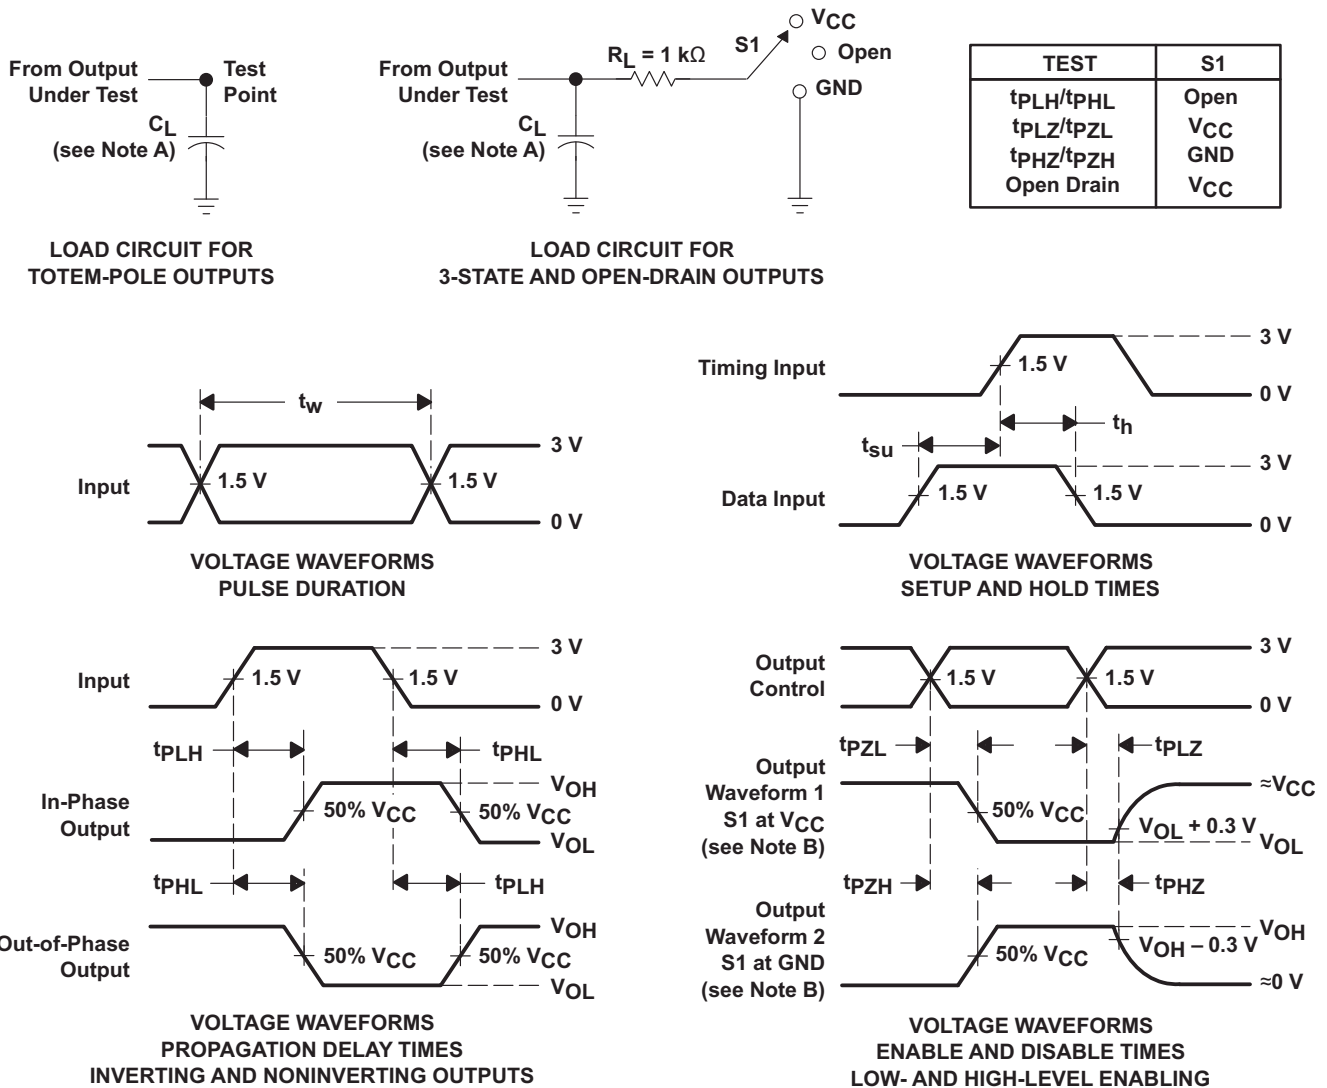 From Output
Under Test
Test
Point
CL
(see Note A)
LOAD CIRCUIT FOR
TOTEM-POLE OUTPUTS
From Output
Under Test
RL = 1 kΩ
S1
VCC
Open
GND
CL
(see Note A)
LOAD CIRCUIT FOR
3-STATE AND OPEN-DRAIN OUTPUTS
TEST S1
tPLH/tPHL Open
tPLZ/tPZL VCC
tPHZ/tPZH GND
Open Drain VCC
tw
Input
1.5 V
1.5 V
3 V
0 V
VOLTAGE WAVEFORMS
PULSE DURATION
Timing Input
1.5 V
3 V
0 V
th
tsu
Data Input
1.5 V
1.5 V
3 V
0 V
VOLTAGE WAVEFORMS
SETUP AND HOLD TIMES
Input
1.5 V
1.5 V
3 V
0 V
tPLH
tPHL
In-Phase
Output
50% VCC
50% VCC
VOH
VOL
tPHL
tPLH
Out-of-Phase
Output
50% VCC
50% VCC
VOH
VOL
VOLTAGE WAVEFORMS
PROPAGATION DELAY TIMES
INVERTING AND NONINVERTING OUTPUTS
Output
Control
1.5 V
1.5 V
3 V
0 V
tPZL
tPLZ
Output
Waveform 1
S1 at VCC
(see Note B)
50% VCC
≈VCC
VOL + 0.3 V
VOL
tPZH
tPHZ
Output
Waveform 2
S1 at GND
(see Note B)
50% VCC
VOH
VOH – 0.3 V
≈0 V
VOLTAGE WAVEFORMS
ENABLE AND DISABLE TIMES
LOW- AND HIGH-LEVEL ENABLING